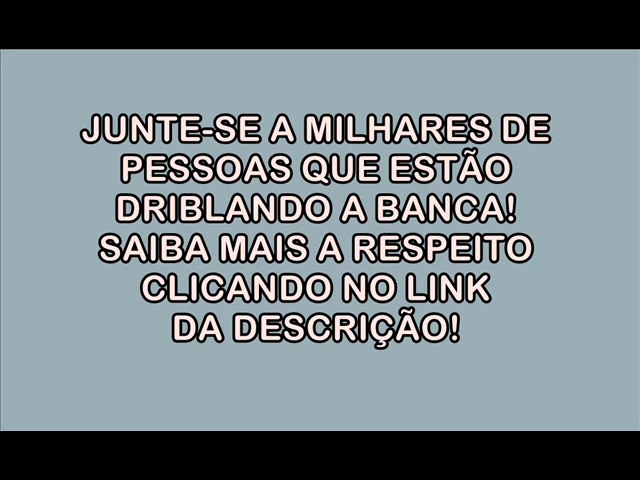 JUNTE-SE A MILHARES DE
PESSOAS QUE ESTÃO
DRIBLANDO A BANCA!
SAIBA MAIS A RESPEITO
CLICANDO NO LINK
DA DESCRIÇÃO!